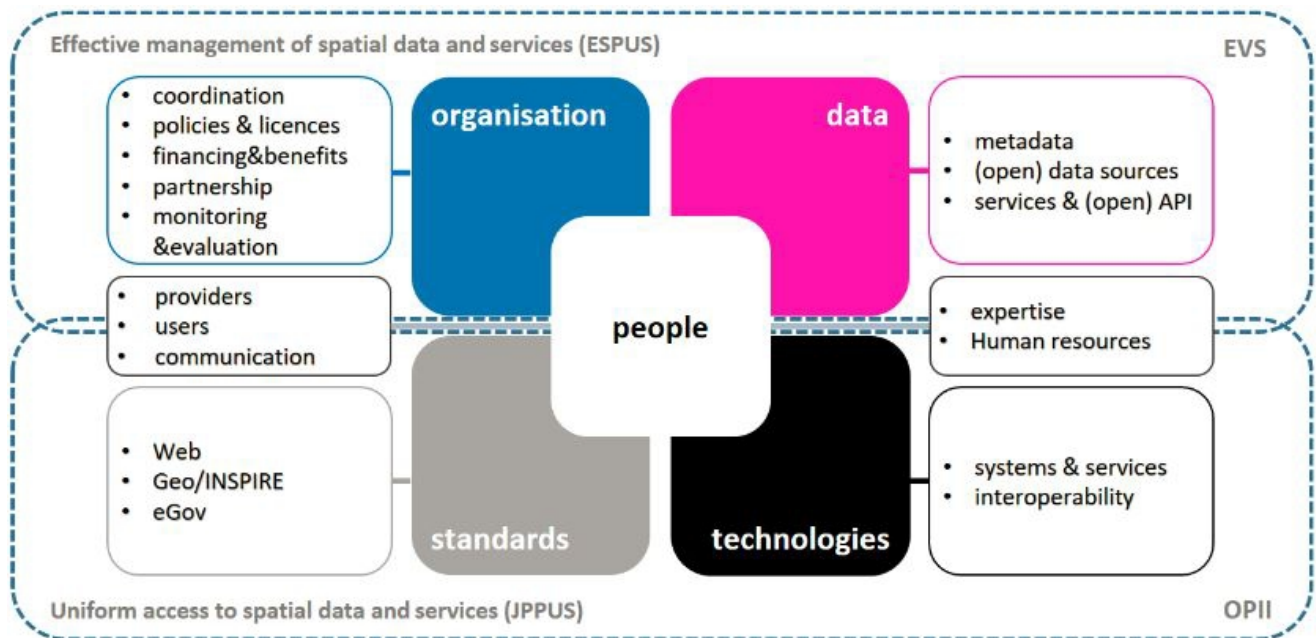 Effective management of spatial data and services (ESPUS)
EVS
• coordination
• policies & licences
• financing&benefits
• partnership
• monitoring
&evaluation
organisation
data
• metadata
• (open) data sources
• services & (open) API
• providers
• users
• communication
people
• expertise
• Human resources
• Web
• Geo/INSPIRE
• eGov
standards
technologies
• systems & services
• interoperability
Uniform access to spatial data and services (JPPUS)
OPII